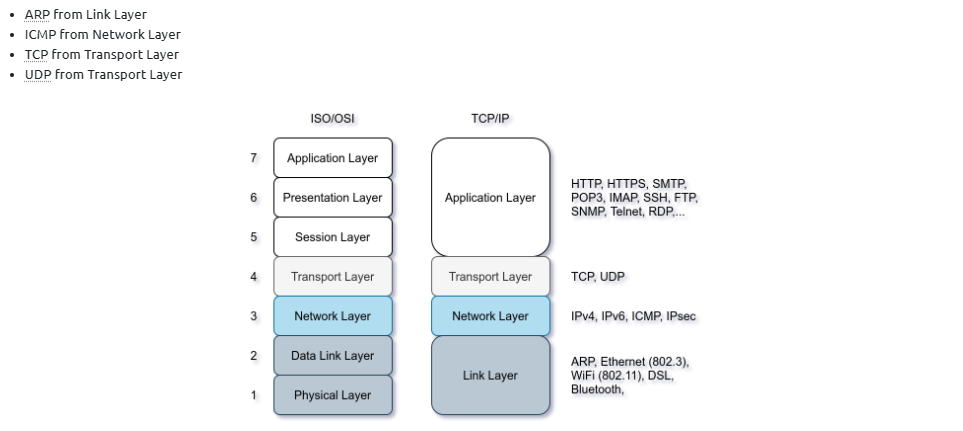 ARP from Link Layer
ICMP from Network Layer
TCP from Transport Layer
UDP from Transport Layer
ISO/OSI
TCP/IP
7
Application Layer
6
Presentation Layer
5
Session Layer
Application Layer
HTTP, HTTPS, SMTP,
POP3, IMAP, SSH, FTP,
SNMP, Telnet, RDP,...
4
Transport Layer
Transport Layer
TCP, UDP
3
Network Layer
Network Layer
IPv4, IPv6, ICMP, IPsec
2
Data Link Layer
1
Physical Layer
Link Layer
ARP, Ethernet (802.3),
WiFi (802.11), DSL,
Bluetooth,